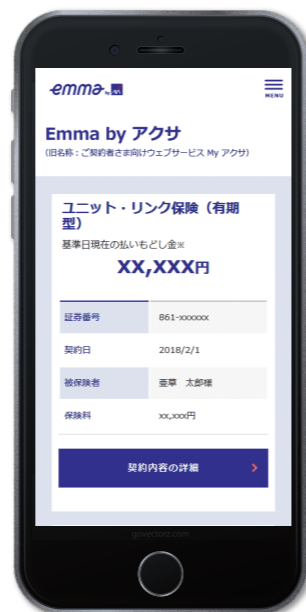 emma by AXA
MENU
Emma by アクサ
(旧名称：ご契約者さま向けウェブサービス My アクサ)
ユニット・リンク保険（有期
型）
基準日現在の払いもどし金※
XX,XXX円
証券番号 861-xxxxxx
契約日 2018/2/1
被保険者 亜草 太郎様
保険料 xx,xxx円
契約内容の詳細
gnvectorz.com